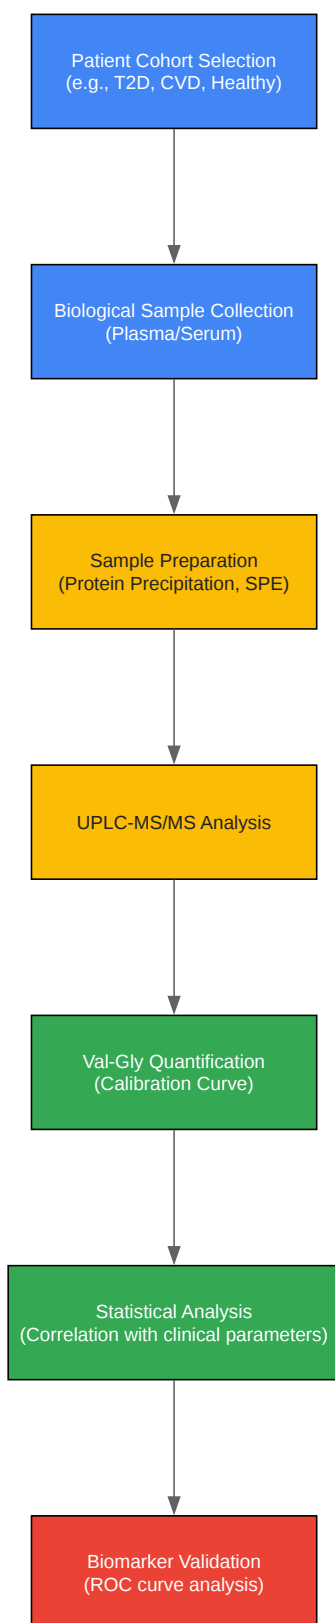 Patient Cohort Selection
(e.g., T2D, CVD, Healthy)
Biological Sample Collection
(Plasma/Serum)
Sample Preparation
(Protein Precipitation, SPE)
UPLC-MS/MS Analysis
Val-Gly Quantification
(Calibration Curve)
Statistical Analysis
(Correlation with clinical parameters)
Biomarker Validation
(ROC curve analysis)